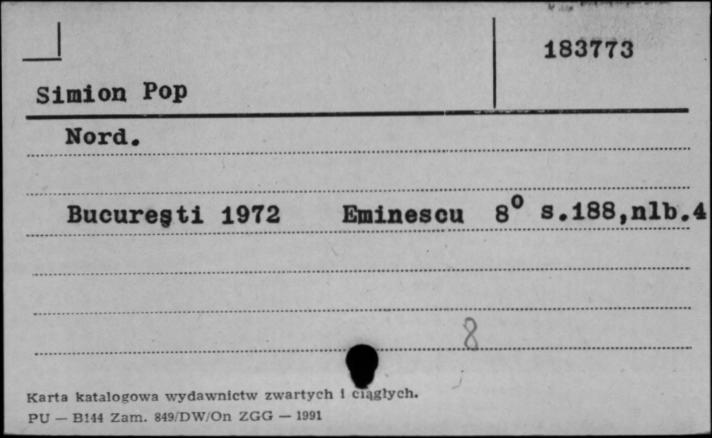 183773
Simion Pop
Nord.
Bucureşti 1972 Eminescu 8° s.188,nlb.4
8
Karta katalogowa wydawnictw zwartych i ciągłych.
PU — B144 Zam. 849/DW/On ZGG — 1991